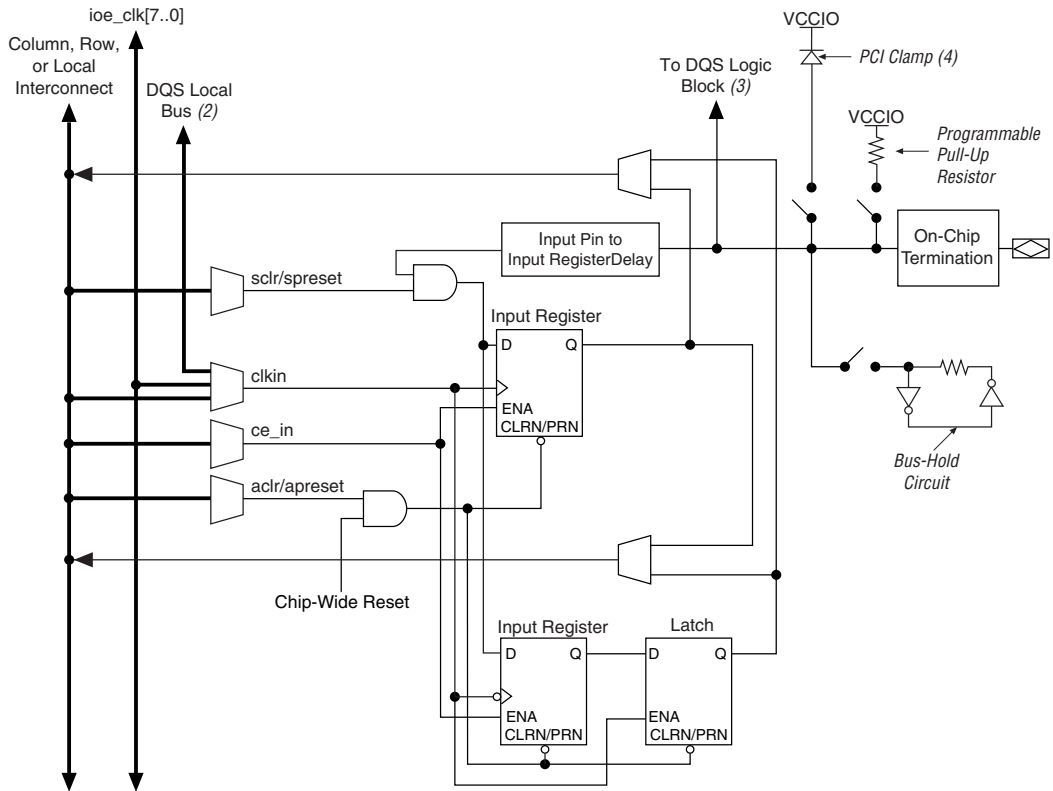 ioe_clk[7..0]
Column, Row,
or Local
Interconnect
DQS Local
Bus (2)
To DQS Logic
Block (3)
VCCIO
PCI Clamp (4)
VCCIO
Programmable
Pull-Up
Resistor
Input Pin to
Input RegisterDelay
On-Chip
Termination
sclr/spreset
Input Register
D
Q
ENA
CLRN/PRN
clkin
ce_in
aclr/apreset
Bus-Hold
Circuit
Chip-Wide Reset
Input Register
D
Q
ENA
CLRN/PRN
Latch
D
Q
ENA
CLRN/PRN